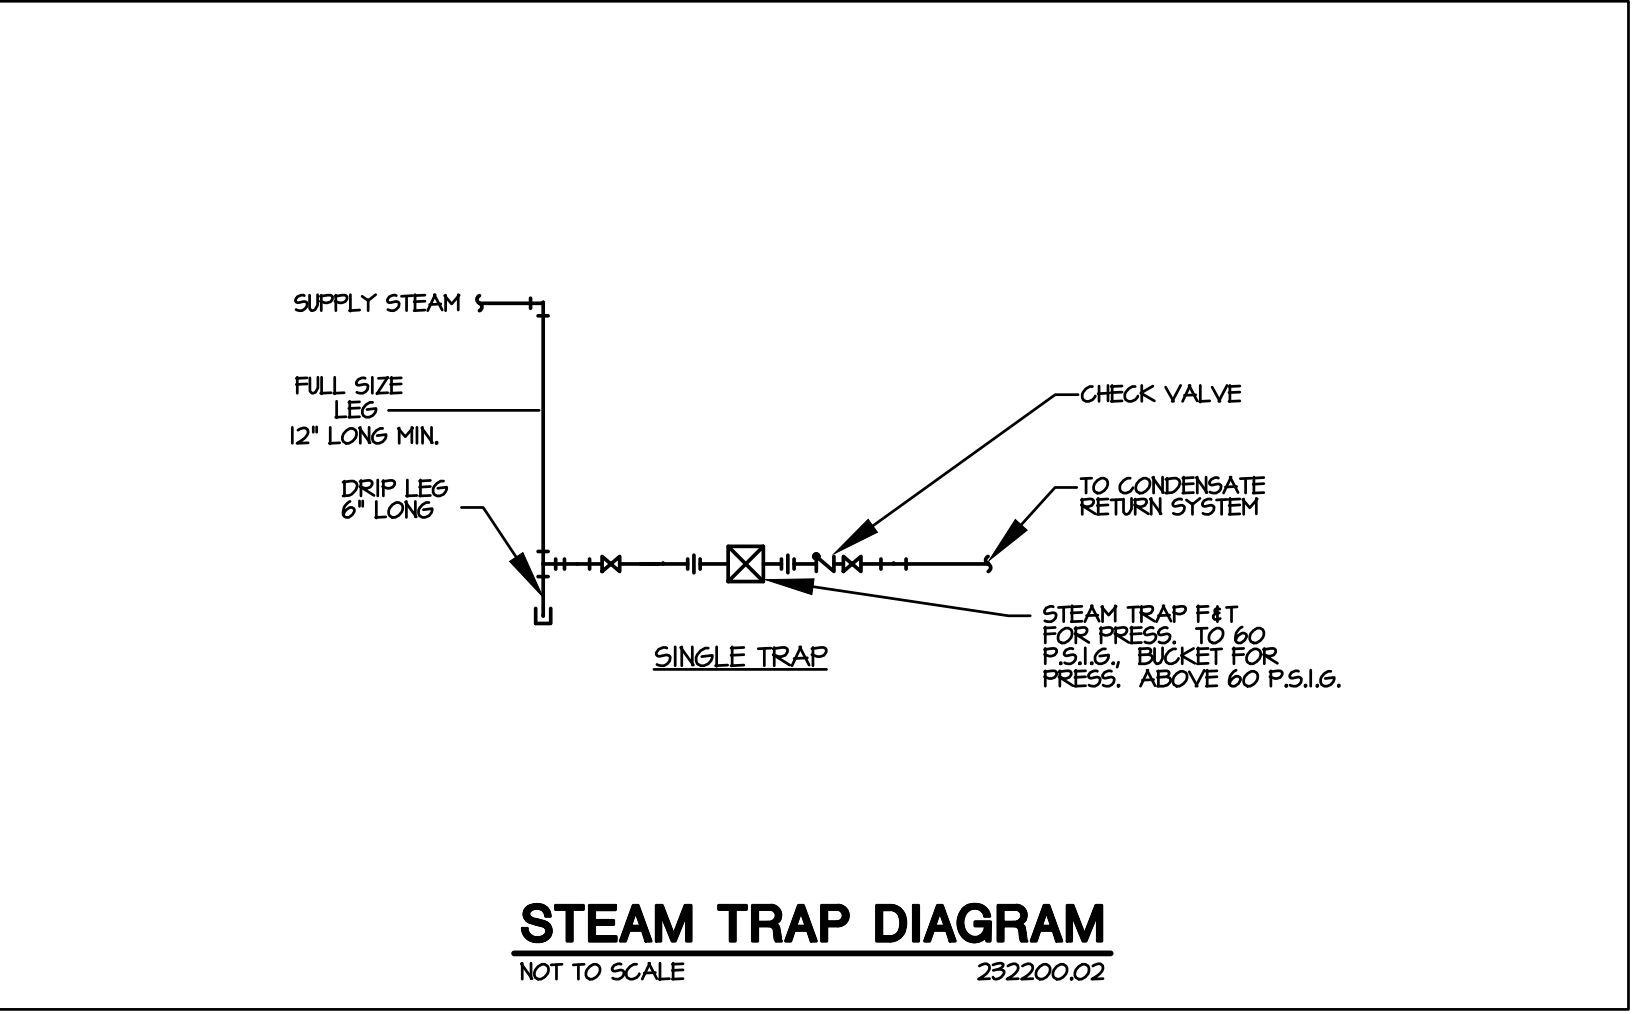 SUPPLY STEAM
FULL SIZE
LEG
12" LONG MIN.
DRIP LEG
6" LONG
CHECK VALVE
TO CONDENSATE
RETURN SYSTEM
STEAM TRAP F&T
FOR PRESS. TO 60
P.S.I.G., BUCKET FOR
PRESS. ABOVE 60 P.S.I.G.
SINGLE TRAP
STEAM TRAP DIAGRAM
NOT TO SCALE
232200.02